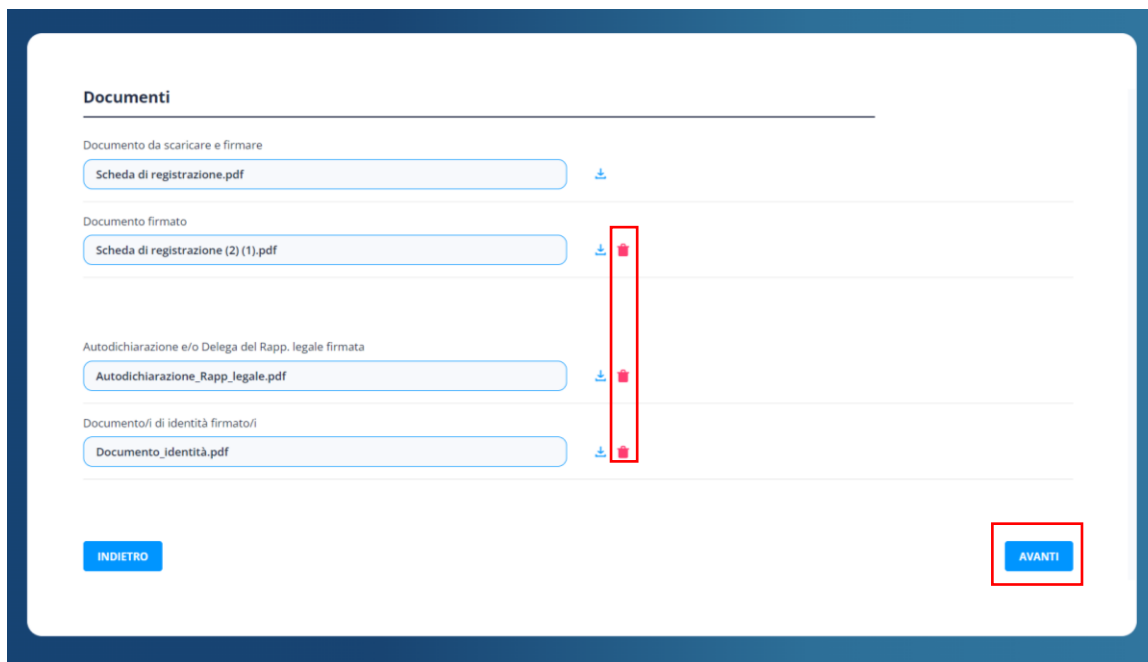 Documenti
Documento da scaricare e firmare
Scheda di registrazione.pdf
Documento firmato
Scheda di registrazione (2) (1).pdf
Autodichiarazione e/o Delega del Rapp. legale firmata
Autodichiarazione_Rapp_legale.pdf
Documento/i di identità firmato/i
Documento_identità.pdf
INDIETRO
AVANTI